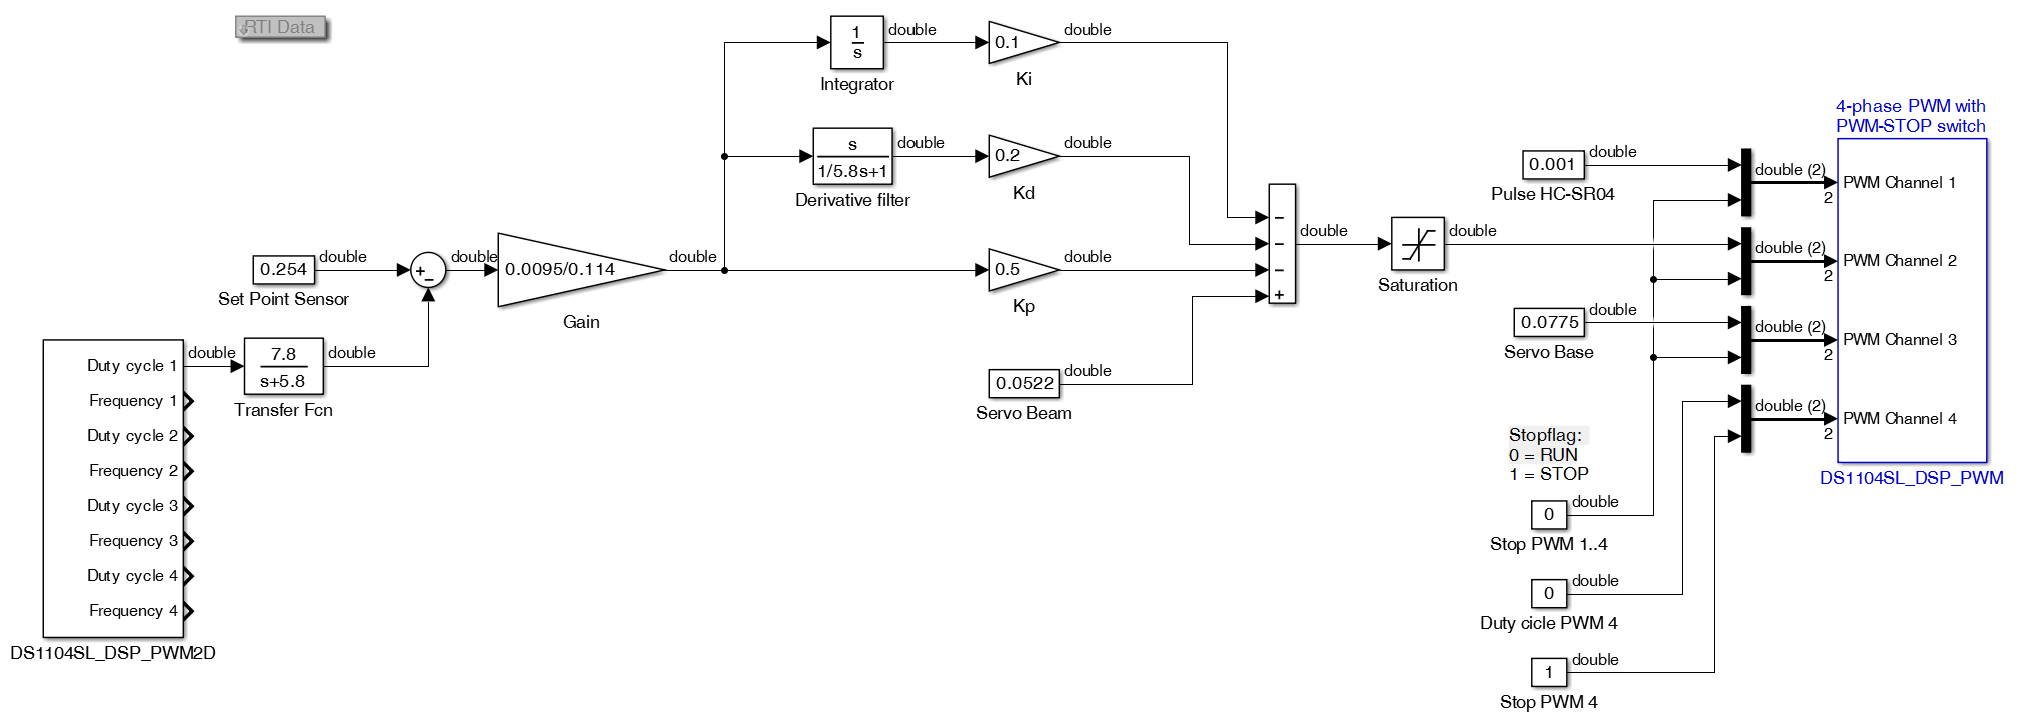 RTI Data
1
s
double
Integrator
0.1
double
Ki
s
1/5.8s+1
double
Derivative filter
0.2
double
Kd
0.254
double
Set Point Sensor
+
−
double
0.0095/0.114
double
Gain
0.5
double
Kp
0.0522
double
Servo Beam
−
−
−
+
double
Saturation
double
Duty cycle 1
Frequency 1
Duty cycle 2
Frequency 2
Duty cycle 3
Frequency 3
Duty cycle 4
Frequency 4
DS1104SL_DSP_PWM2D
double
7.8
s+5.8
double
Transfer Fcn
0.001
double
Pulse HC-SR04
0.0775
double
Servo Base
Stopflag:
0 = RUN
1 = STOP
0
double
Stop PWM 1..4
0
double
Duty cicle PWM 4
1
double
Stop PWM 4
double (2)
2
double (2)
2
double (2)
2
double (2)
2
4-phase PWM with
PWM-STOP switch
PWM Channel 1
PWM Channel 2
PWM Channel 3
PWM Channel 4
DS1104SL_DSP_PWM